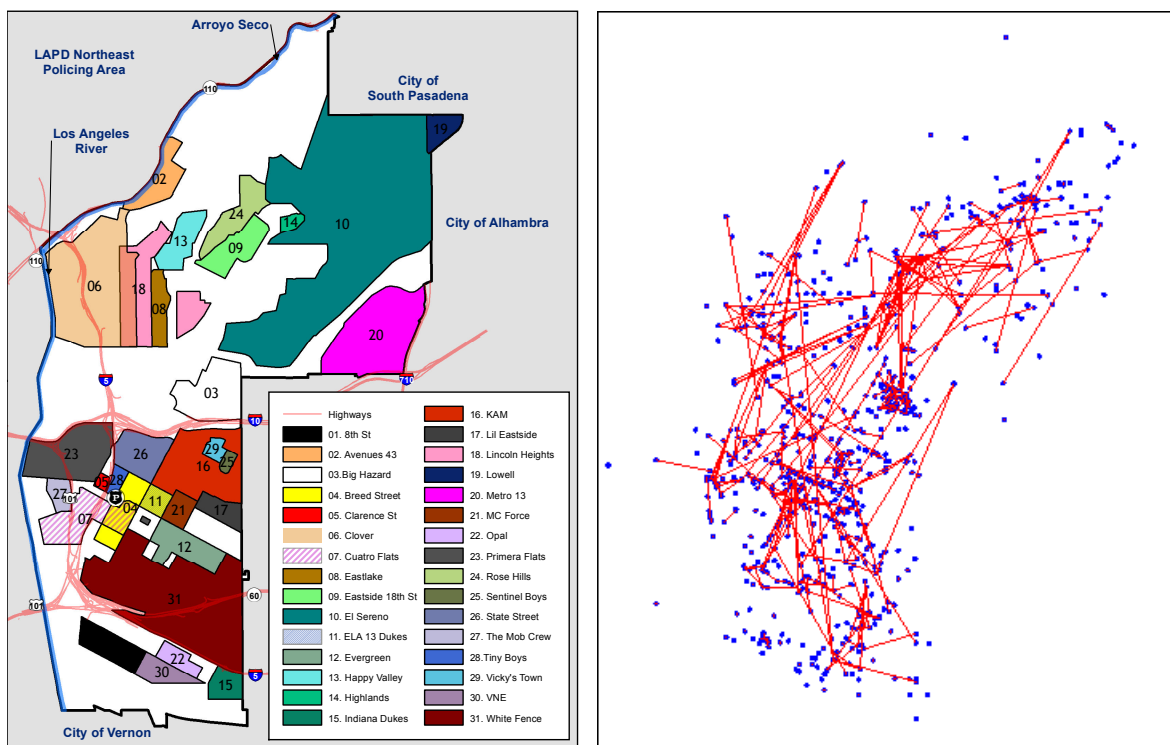 Arroyo Seco
LAPD Northeast
Policing Area
110
City of
South Pasadena
19
Los Angeles
River
02
24
14
10
City of Alhambra
13
09
110
06
18
08
20
5
710
03
10
23
26
29
25
16
05
28
27
101
P
04
11
21
17
07
12
31
60
101
22
30
15
5
City of Vernon
Highways
01. 8th St
02. Avenues 43
03.Big Hazard
04. Breed Street
05. Clarence St
06. Clover
07. Cuatro Flats
08. Eastlake
09. Eastside 18th St
10. El Sereno
11. ELA 13 Dukes
12. Evergreen
13. Happy Valley
14. Highlands
15. Indiana Dukes
16. KAM
17. Lil Eastside
18. Lincoln Heights
19. Lowell
20. Metro 13
21. MC Force
22. Opal
23. Primera Flats
24. Rose Hills
25. Sentinel Boys
26. State Street
27. The Mob Crew
28.Tiny Boys
29. Vicky's Town
30. VNE
31. White Fence